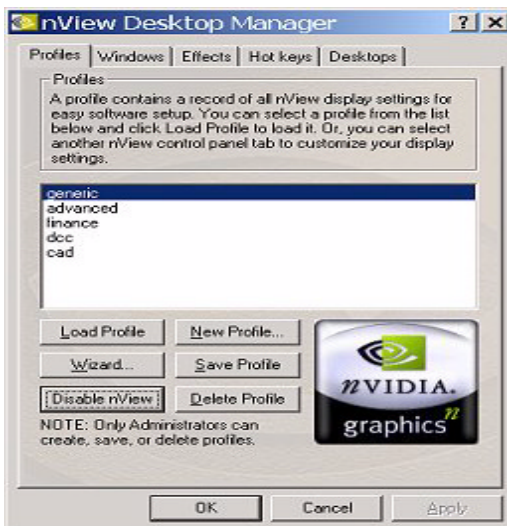 nView Desktop Manager
? X
Profiles Windows Effects Hot keys Desktops
Profiles
A profile contains a record of all nView display settings for
easy software setup. You can select a profile from the list
below and click Load Profile to load it. Or, you can select
another nView control panel tab to customize your display
settings.
generic
advanced
finance
dcc
cad
Load Profile New Profile...
Wizard... Save Profile
Disable nView Delete Profile
NOTE: Only Administrators can
create, save, or delete profiles.
nVIDIA.
graphics n
OK Cancel Apply